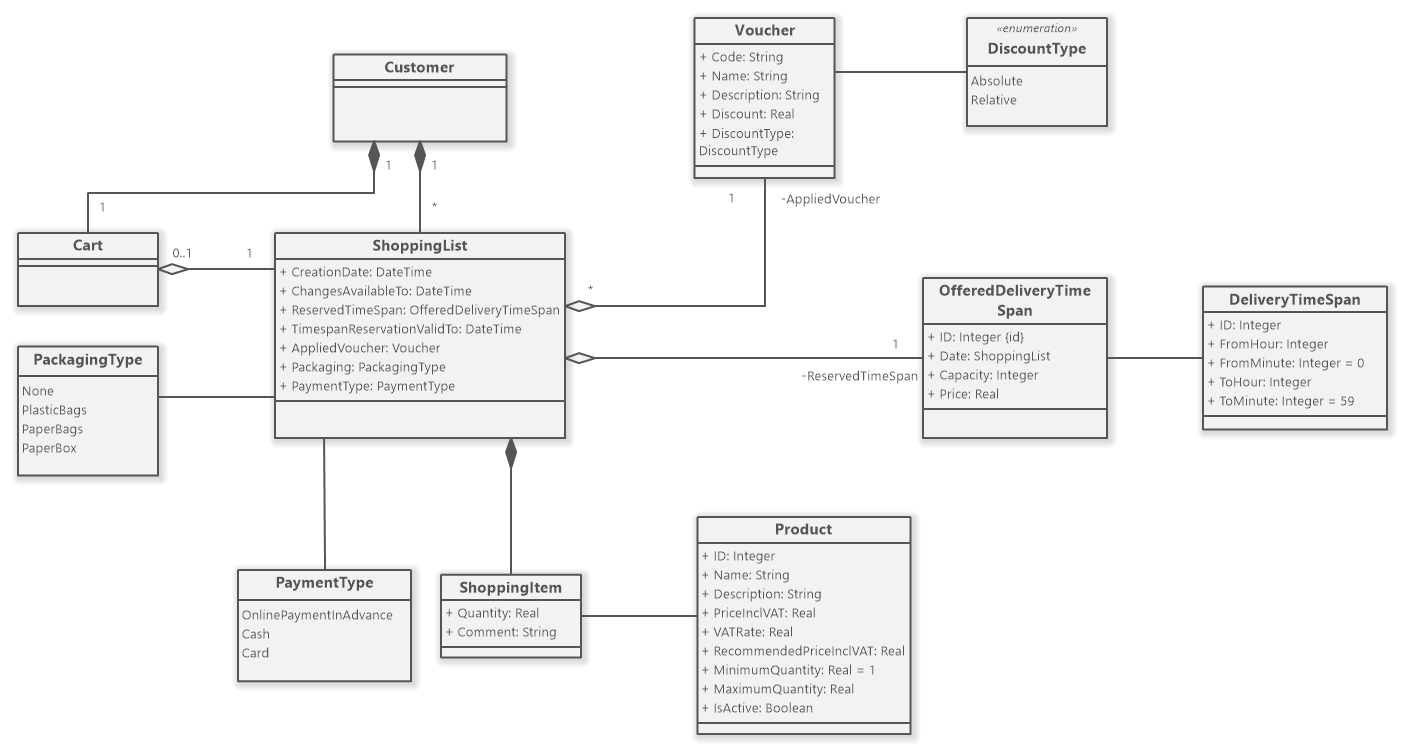 Customer
1
1
1
*
Cart
0..1
1
ShoppingList
+ CreationDate: DateTime
+ ChangesAvailableTo: DateTime
+ ReservedTimeSpan: OfferedDeliveryTimeSpan
+ TimespanReservationValidTo: DateTime
+ AppliedVoucher: Voucher
+ Packaging: PackagingType
+ PaymentType: PaymentType
Voucher
+ Code: String
+ Name: String
+ Description: String
+ Discount: Real
+ DiscountType:
DiscountType
«enumeration»
DiscountType
Absolute
Relative
1
-AppliedVoucher
*
1
-ReservedTimeSpan
OfferedDeliveryTime
Span
+ ID: Integer {id}
+ Date: ShoppingList
+ Capacity: Integer
+ Price: Real
DeliveryTimeSpan
+ ID: Integer
+ FromHour: Integer
+ FromMinute: Integer = 0
+ ToHour: Integer
+ ToMinute: Integer = 59
PackagingType
None
PlasticBags
PaperBags
PaperBox
PaymentType
OnlinePaymentInAdvance
Cash
Card
ShoppingItem
+ Quantity: Real
+ Comment: String
Product
+ ID: Integer
+ Name: String
+ Description: String
+ PriceInclVAT: Real
+ VATRate: Real
+ RecommendedPriceInclVAT: Real
+ MinimumQuantity: Real = 1
+ MaximumQuantity: Real
+ IsActive: Boolean